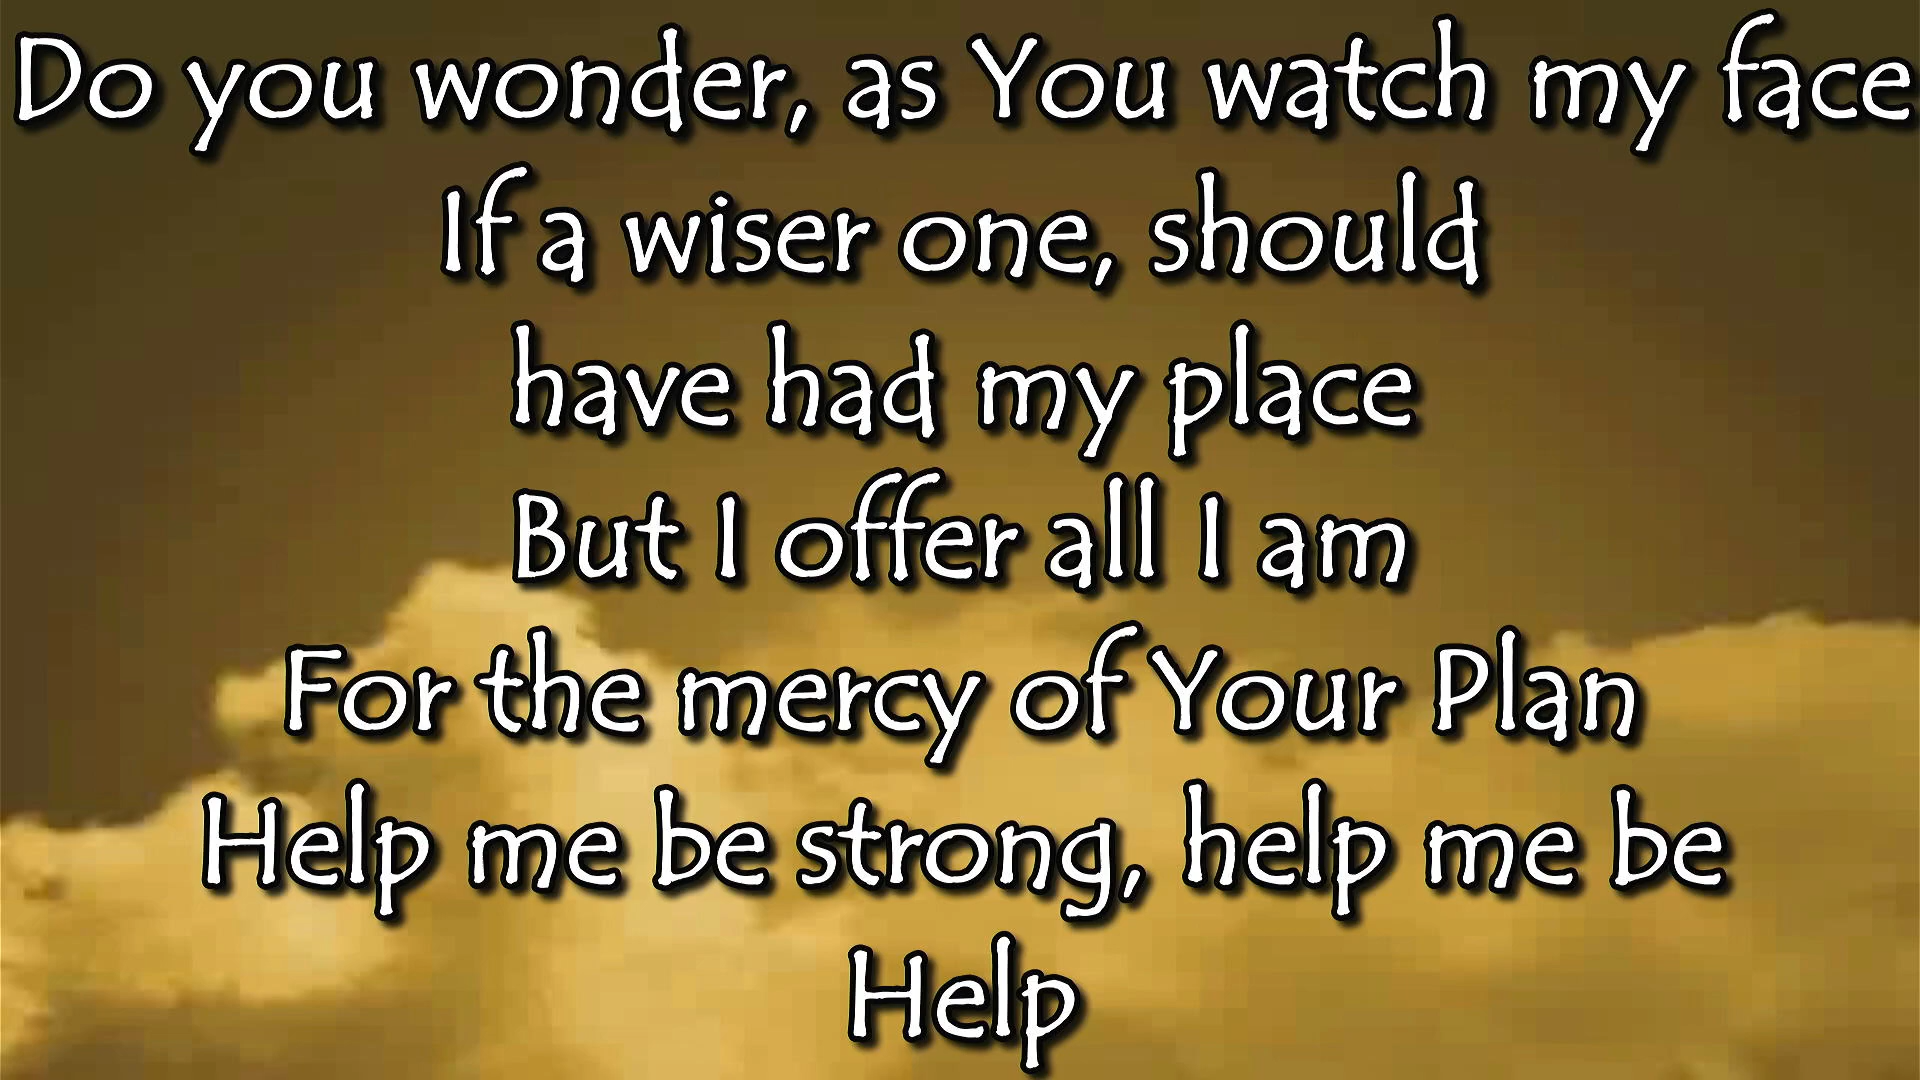 Do you wonder, as You watch my face
If a wiser one, should
have had my place
But I offer all I am
For the mercy of Your Plan
Help me be strong, help me be
Help